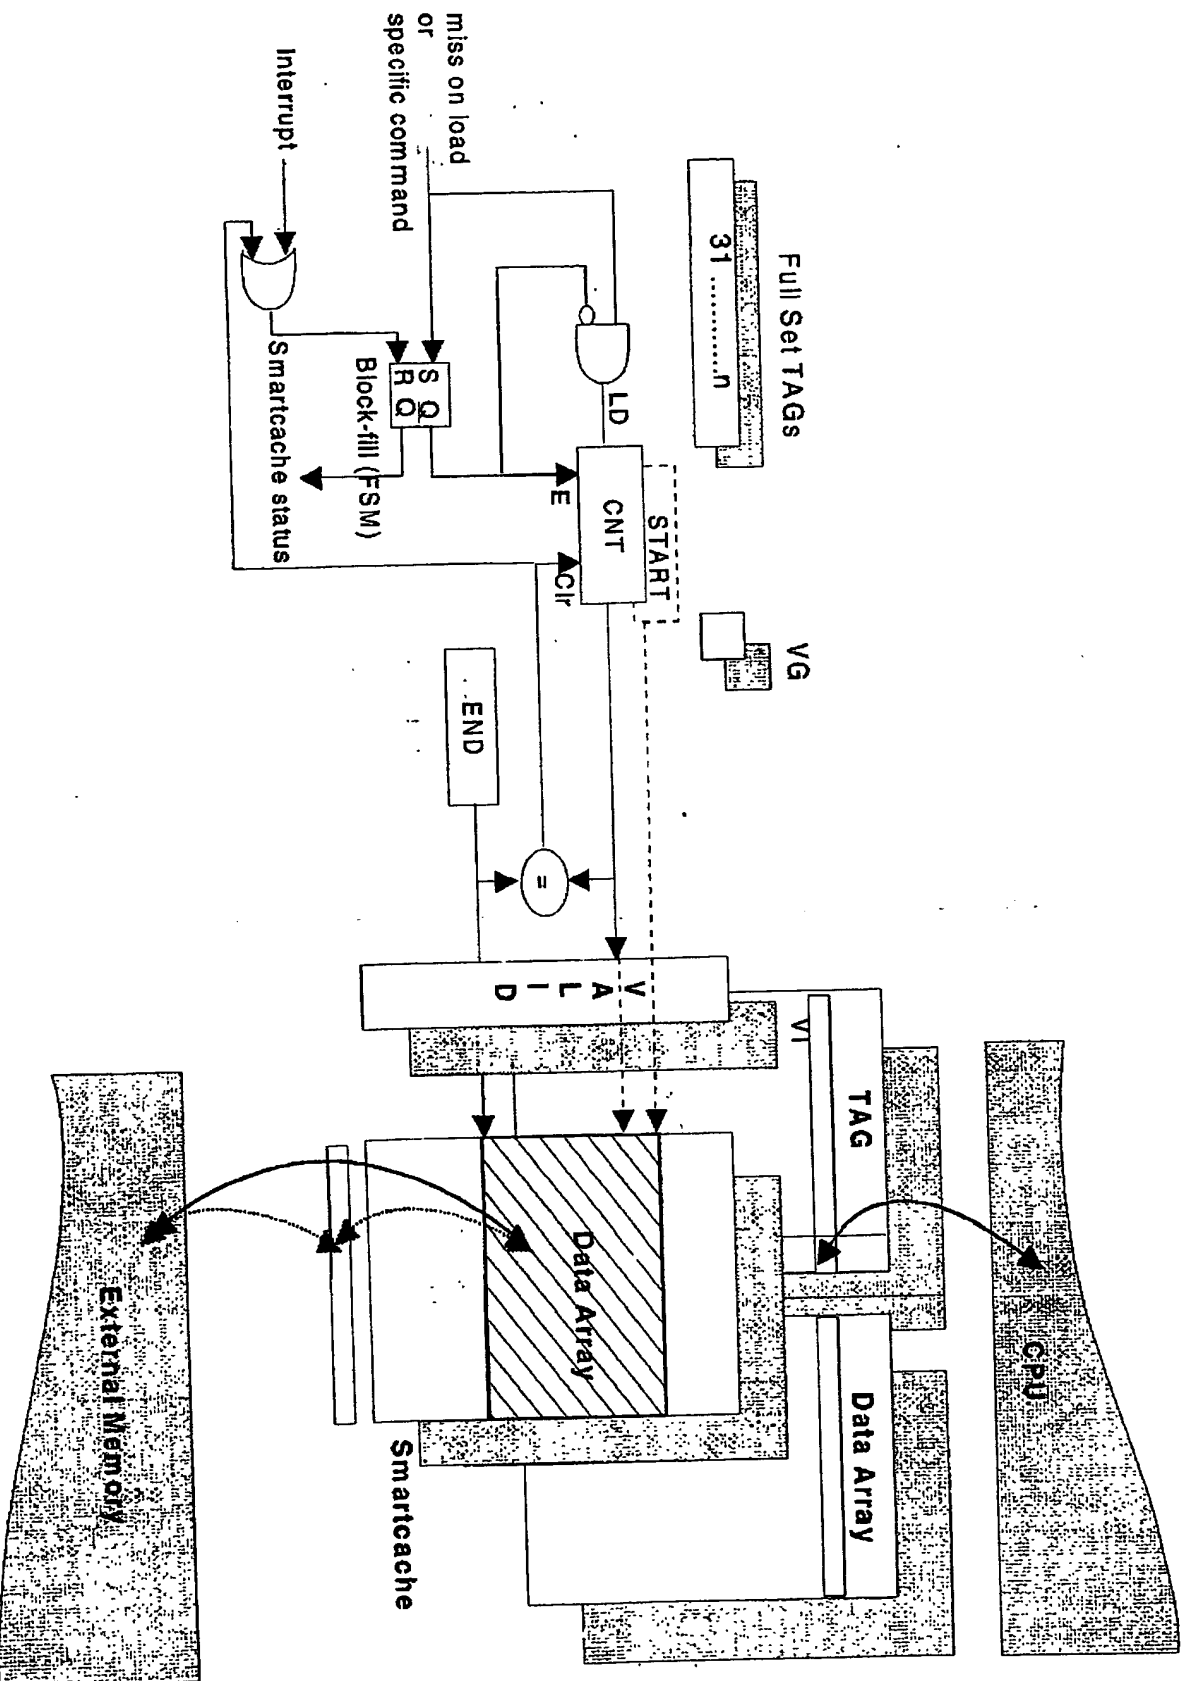 Full Set TAGs
31 ............n
VG
miss on load
or
specific command
Interrupt
LD
START
CNT
E
Clr
S Q
R Q
Block-fill (FSM)
Smartcache status
END
=
VALID
VI
TAG
Data Array
CPU
Data Array
Smartcache
External Memory